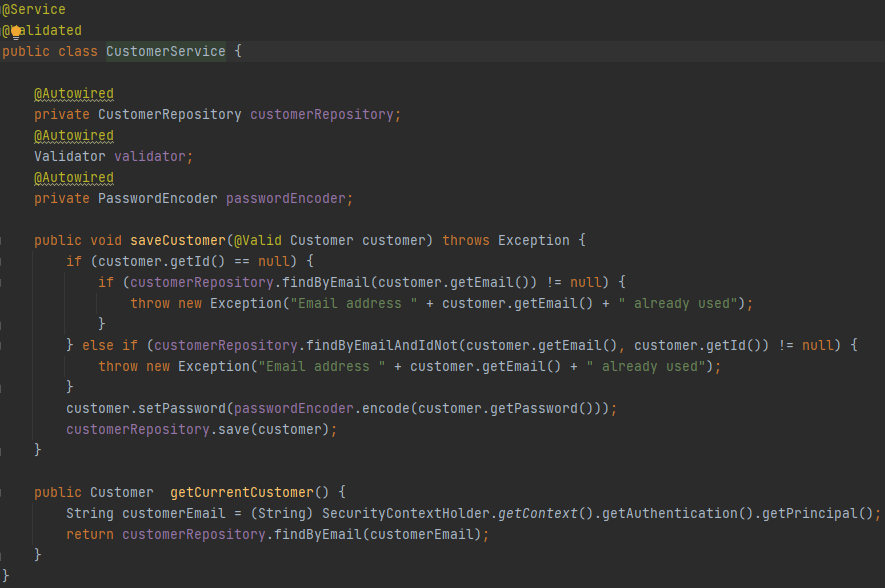 @Service
@Validated
public class CustomerService {
@Autowired
private CustomerRepository customerRepository;
@Autowired
Validator validator;
@Autowired
private PasswordEncoder passwordEncoder;
public void saveCustomer(@Valid Customer customer) throws Exception {
if (customer.getId() == null) {
if (customerRepository.findByEmail(customer.getEmail()) != null) {
throw new Exception("Email address " + customer.getEmail() + " already used");
}
} else if (customerRepository.findByEmailAndIdNot(customer.getEmail(), customer.getId()) != null) {
throw new Exception("Email address " + customer.getEmail() + " already used");
}
customer.setPassword(passwordEncoder.encode(customer.getPassword()));
customerRepository.save(customer);
}
public Customer  getCurrentCustomer() {
String customerEmail = (String) SecurityContextHolder.getContext().getAuthentication().getPrincipal();
return customerRepository.findByEmail(customerEmail);
}
}